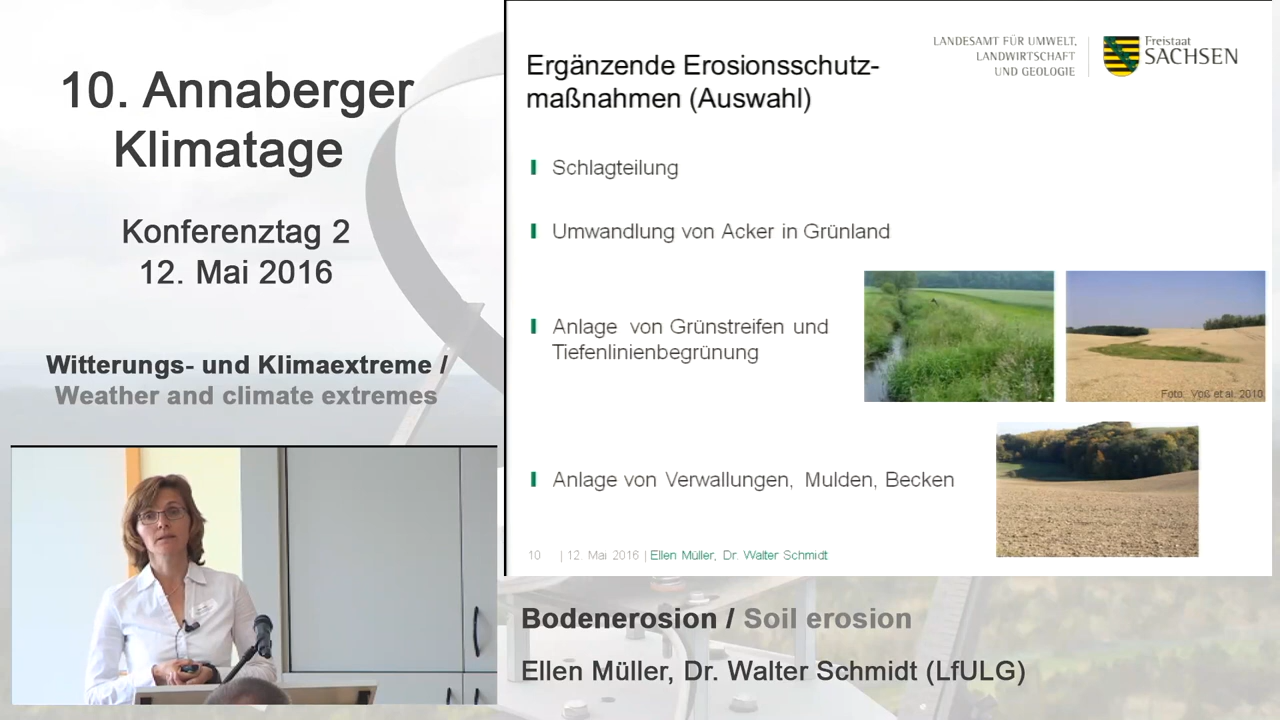 10. Annaberger
Klimatage
Konferenztag 2
12. Mai 2016
Witterungs- und Klimaextreme /
Weather and climate extremes
Ergänzende Erosionsschutz-
maßnahmen (Auswahl)
LANDESAMT FÜR UMWELT,
LANDWIRTSCHAFT
UND GEOLOGIE
Freistaat
SACHSEN
Schlagteilung
Umwandlung von Acker in Grünland
Anlage von Grünstreifen und
Tiefenlinienbegrünung
Foto: Voß et al. 2010
Anlage von Verwallungen, Mulden, Becken
10 | 12. Mai 2016 | Ellen Müller, Dr. Walter Schmidt
Bodenerosion / Soil erosion
Ellen Müller, Dr. Walter Schmidt (LfULG)